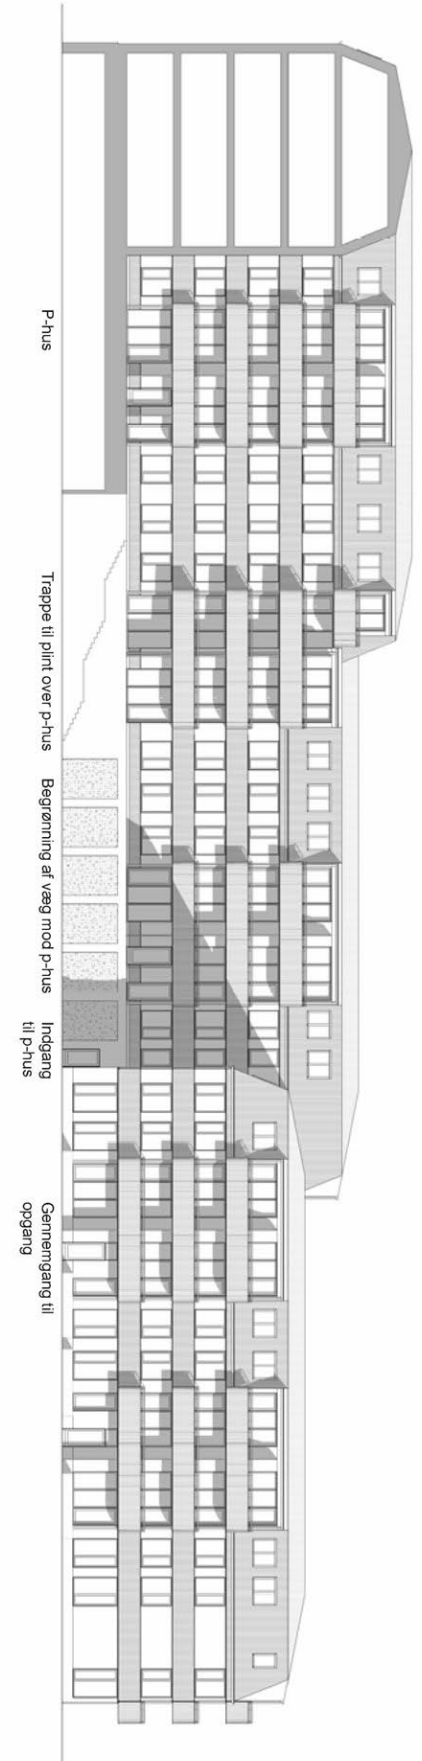 P-hus
Trappe til plint over p-hus
Begrønning af væg mod p-hus
Indgang
til p-hus
Gennemgang til
opgang